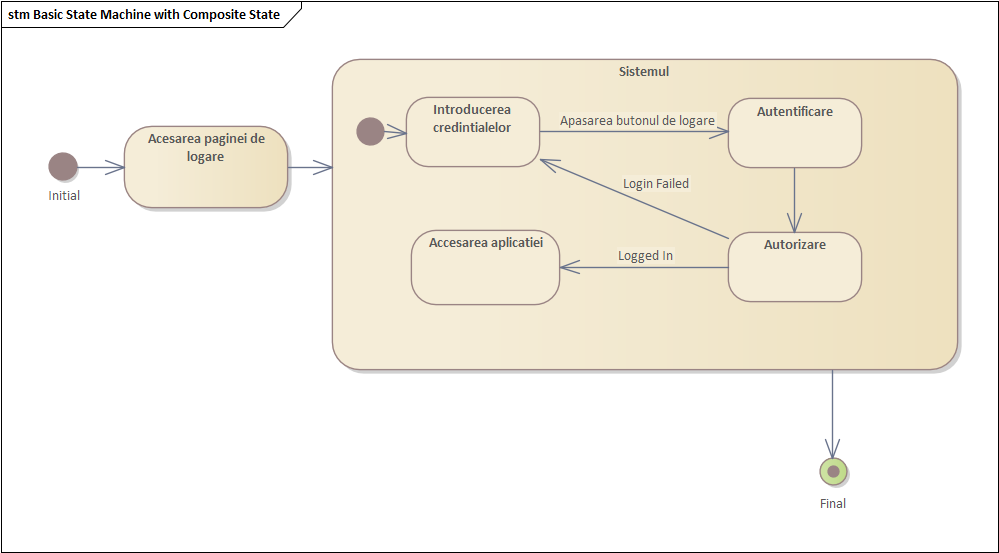 stm Basic State Machine with Composite State
Sistemul
Introducerea
credintialelor
Apasarea butonul de logare
Autentificare
Acesarea paginei de
logare
Initial
Login Failed
Accesarea aplicatiei
Logged In
Autorizare
Final